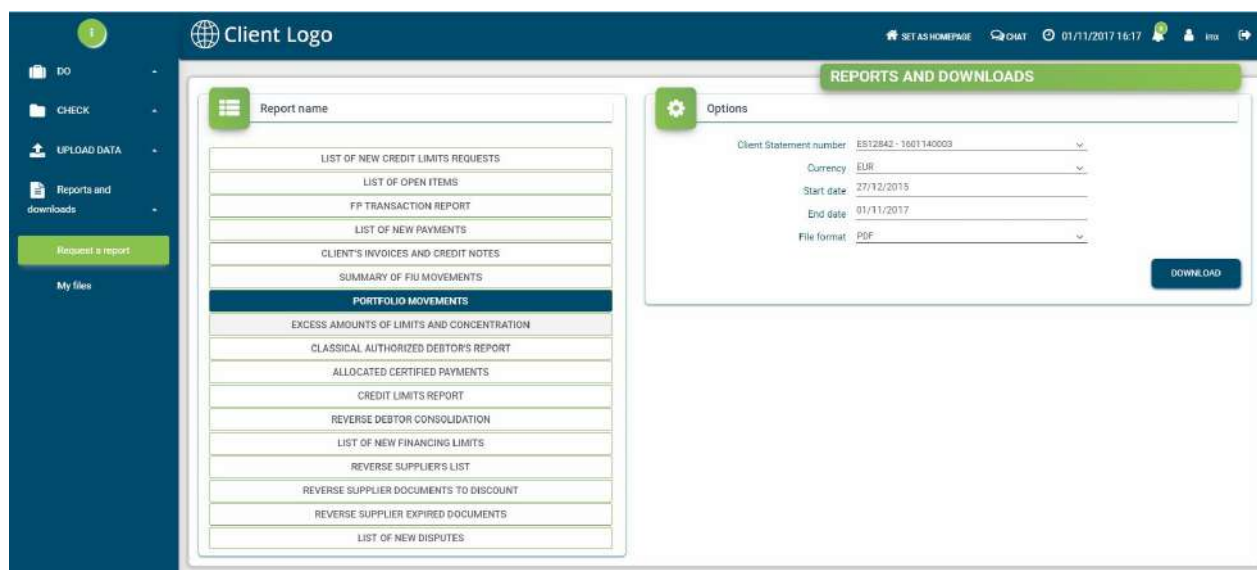 Client Logo
SET AS HOMEPAGE CHAT 01/11/2017 16:17 imx
DO
CHECK
UPLOAD DATA
Reports and
downloads
Request a report
My files
REPORTS AND DOWNLOADS
Report name
LIST OF NEW CREDIT LIMITS REQUESTS
LIST OF OPEN ITEMS
FP TRANSACTION REPORT
LIST OF NEW PAYMENTS
CLIENT'S INVOICES AND CREDIT NOTES
SUMMARY OF FIU MOVEMENTS
PORTFOLIO MOVEMENTS
EXCESS AMOUNTS OF LIMITS AND CONCENTRATION
CLASSICAL AUTHORIZED DEBTOR'S REPORT
ALLOCATED CERTIFIED PAYMENTS
CREDIT LIMITS REPORT
REVERSE DEBTOR CONSOLIDATION
LIST OF NEW FINANCING LIMITS
REVERSE SUPPLIER'S LIST
REVERSE SUPPLIER DOCUMENTS TO DISCOUNT
REVERSE SUPPLIER EXPIRED DOCUMENTS
LIST OF NEW DISPUTES
Options
Client Statement number ES12842 - 1601140003
Currency EUR
Start date 27/12/2015
End date 01/11/2017
File format PDF
DOWNLOAD